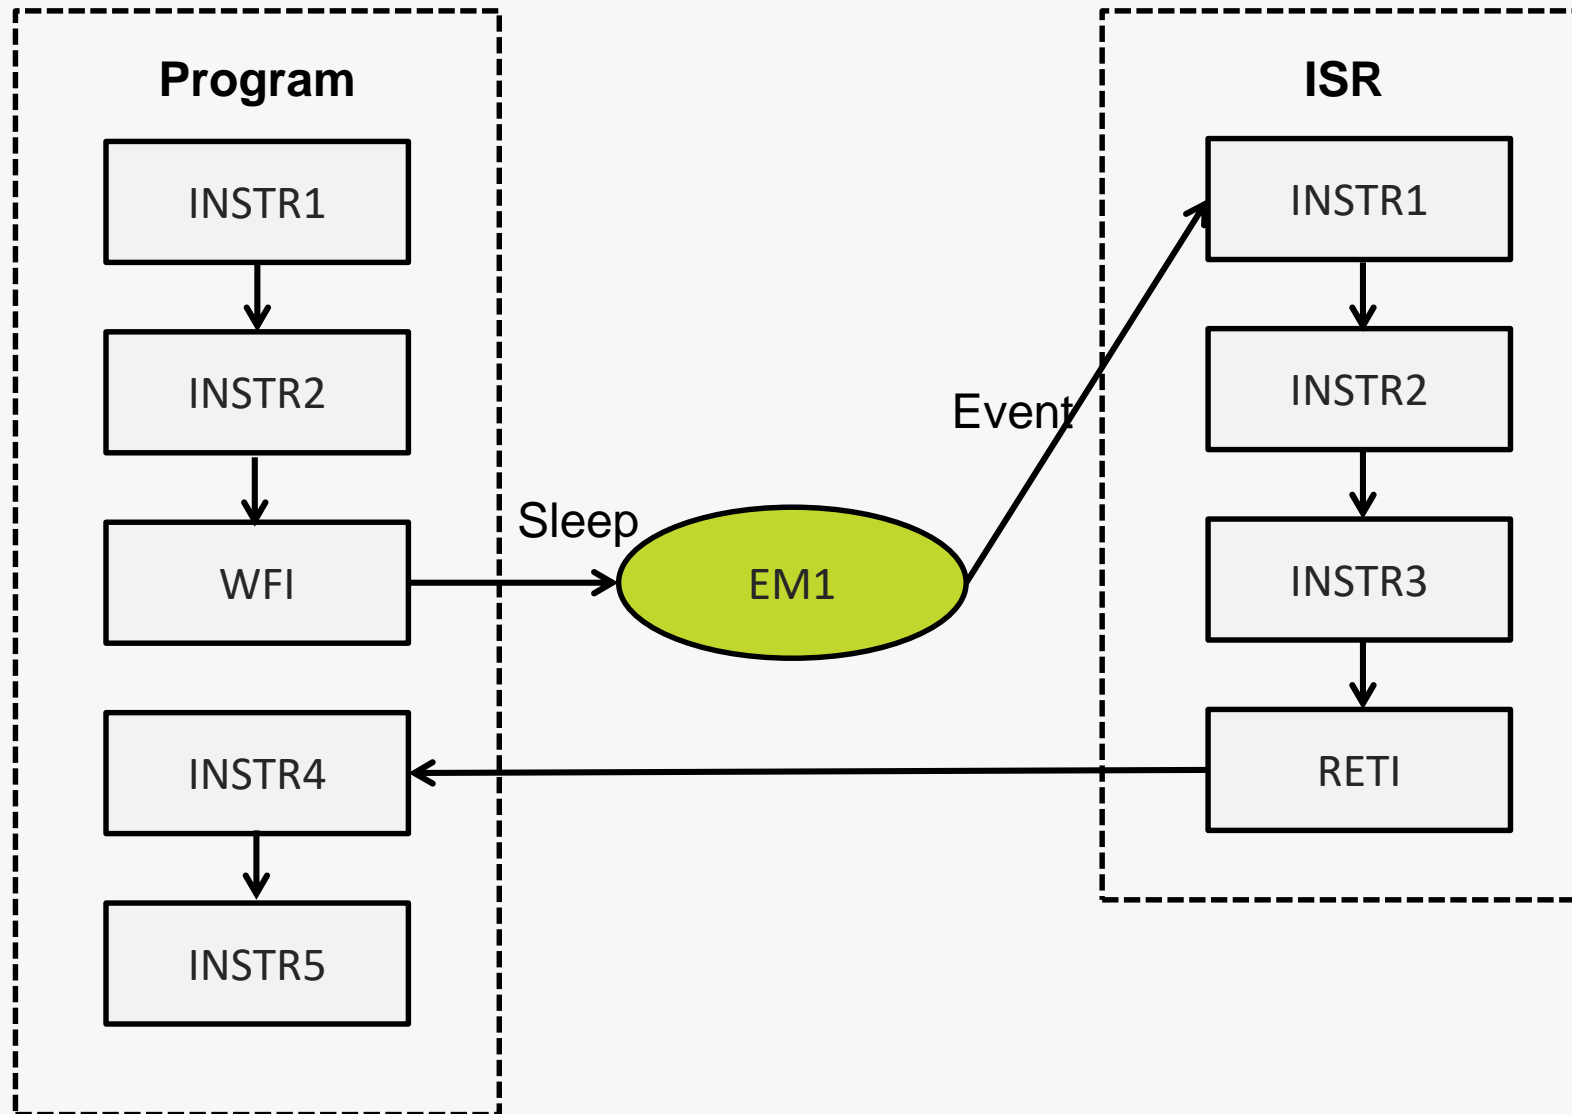 Program
INSTR1
INSTR2
WFI
INSTR4
INSTR5
Sleep
EM1
Event
ISR
INSTR1
INSTR2
INSTR3
RETI